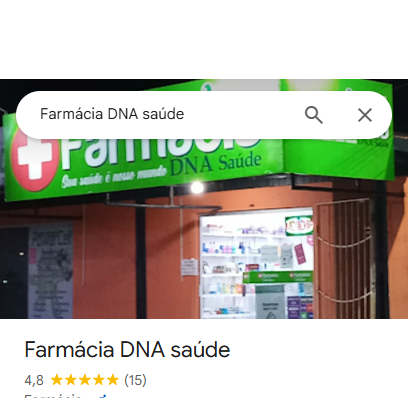 Farmácia DNA saúde
Farmácia
DNA Saúde
Sua saúde é nosso mundo
Farmácia DNA saúde
4,8 (15)
Farmácia